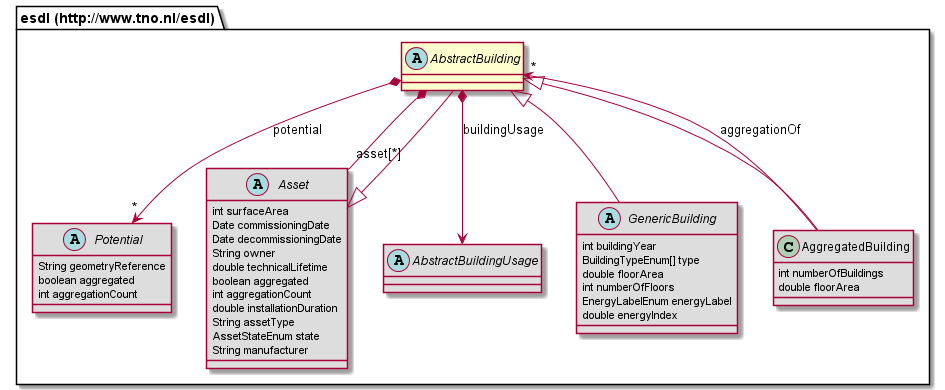 esdl (http://www.tno.nl/esdl)
A AbstractBuilding
*
potential
buildingUsage
aggregationOf
asset[*]
*
A Potential
String geometryReference
boolean aggregated
int aggregationCount
A Asset
int surfaceArea
Date commissioningDate
Date decommissioningDate
String owner
double technicalLifetime
boolean aggregated
int aggregationCount
double installationDuration
String assetType
AssetStateEnum state
String manufacturer
A AbstractBuildingUsage
A GenericBuilding
int buildingYear
BuildingTypeEnum[] type
double floorArea
int numberOfFloors
EnergyLabelEnum energyLabel
double energyIndex
C AggregatedBuilding
int numberOfBuildings
double floorArea